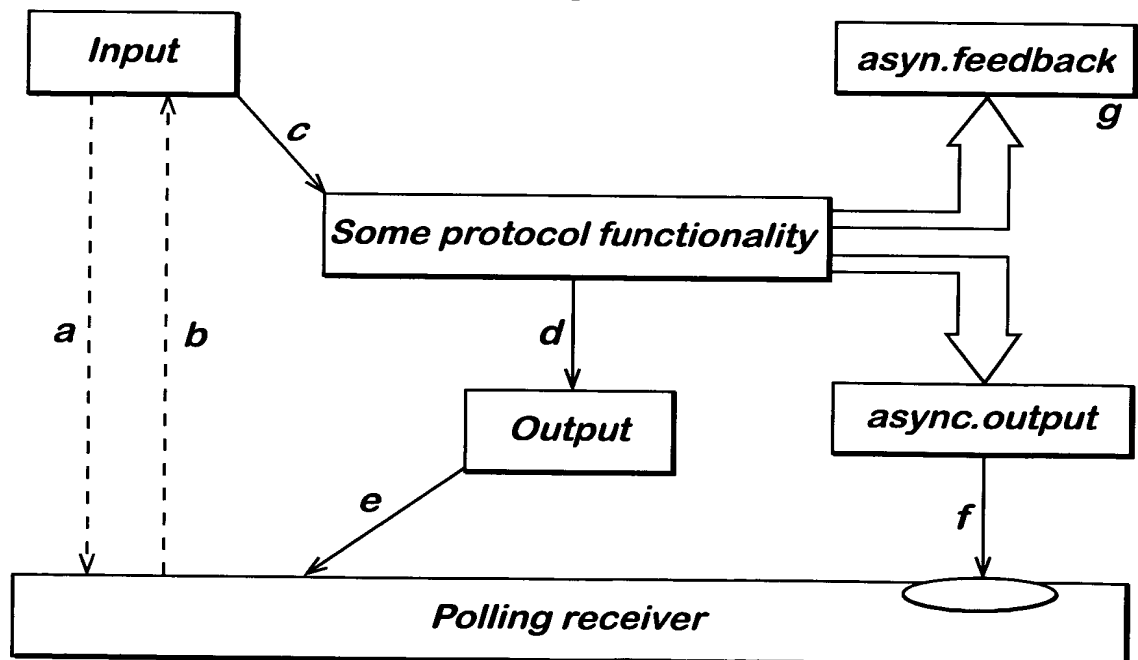 Input
asyn.feedback
g
c
Some protocol functionality
a
b
d
Output
async.output
e
f
Polling receiver